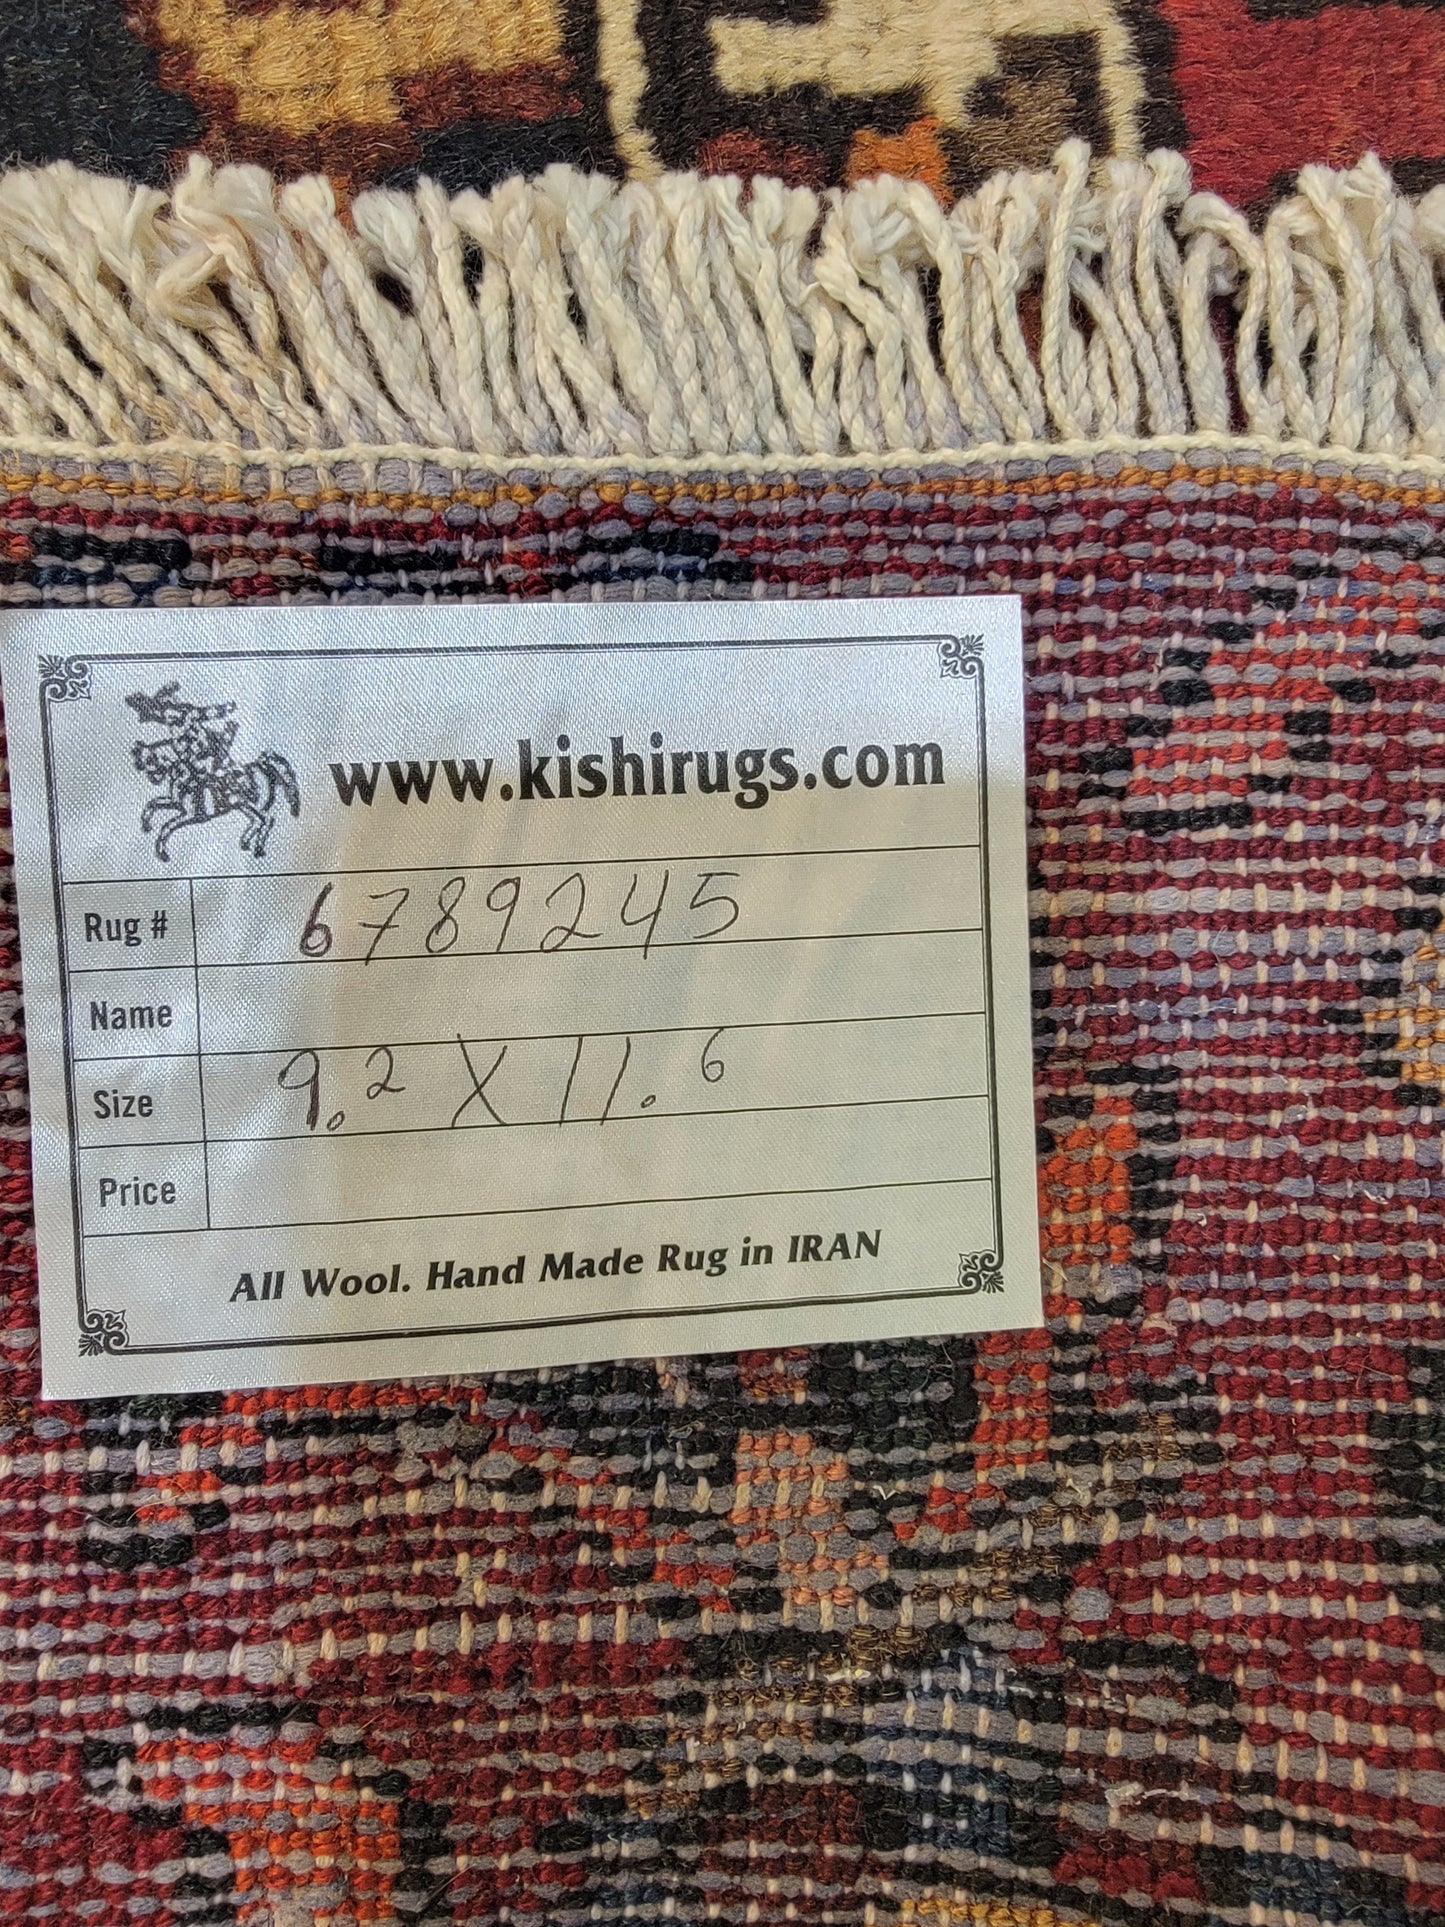 www.kishirugs.com
Rug # 6789245
Name
Size 9.2 X 11.6
Price
All Wool. Hand Made Rug in IRAN